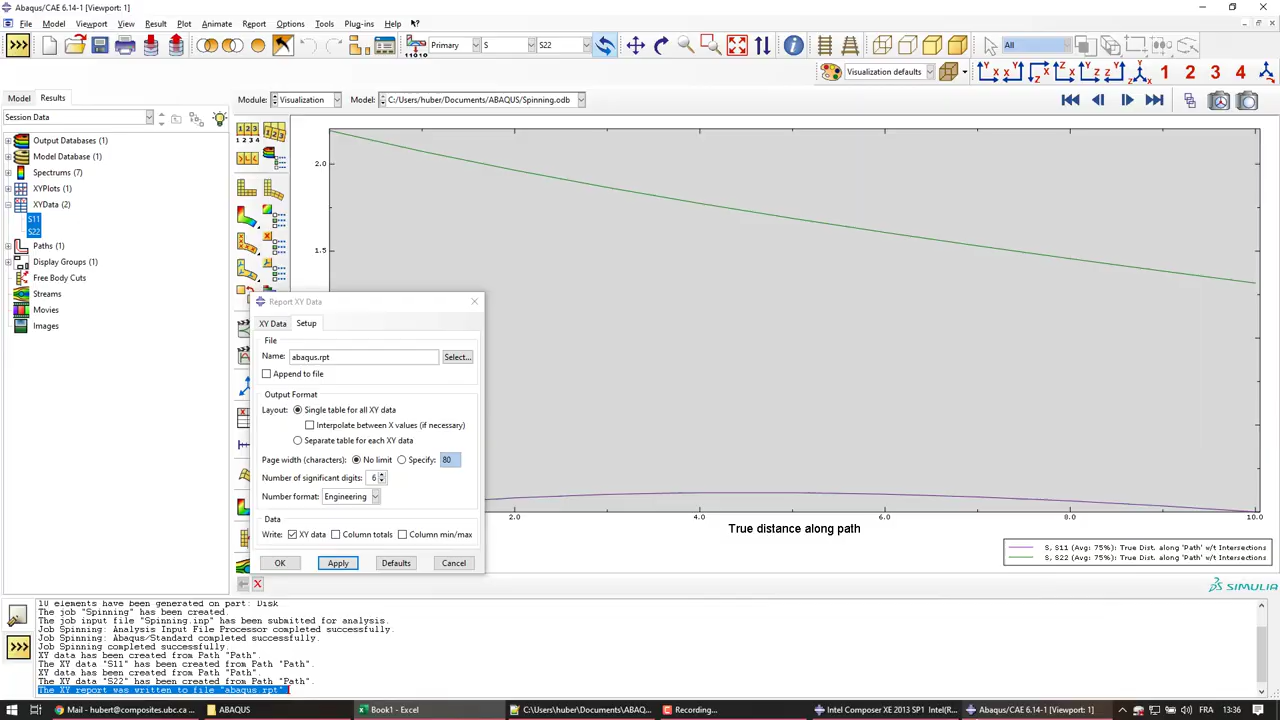 Abaqus/CAE 6.14-1 [Viewport: 1]
File Model Viewport View Result Plot Animate Report Options Tools Plug-ins Help
Primary S S22 All
Visualization defaults 1 2 3 4
Model Results Module: Visualization Model: C:/Users/huber/Documents/ABAQUS/Spinning.odb
Session Data
Output Databases (1)
Model Database (1)
Spectrums (7)
XYPlots (1)
XYData (2)
S11
S22
Paths (1)
Display Groups (1)
Free Body Cuts
Streams
Movies
Images
2.0
1.5
Report XY Data
XY Data Setup
File
Name: abaqus.rpt Select...
Append to file
Output Format
Layout: Single table for all XY data
Interpolate between X values (if necessary)
Separate table for each XY data
Page width (characters): No limit Specify: 80
Number of significant digits: 6
Number format: Engineering
Data
Write: XY data Column totals Column min/max
OK Apply Defaults Cancel
2.0 4.0 6.0 8.0 10.0
True distance along path
S, S11 (Avg: 75%): True Dist. along 'Path' w/t Intersections
S, S22 (Avg: 75%): True Dist. along 'Path' w/t Intersections
SIMULIA
10 elements have been generated on part: Disk
The job "Spinning" has been created.
The job input file "Spinning.inp" has been submitted for analysis.
Job Spinning: Analysis Input File Processor completed successfully.
Job Spinning: Abaqus/Standard completed successfully.
Job Spinning completed successfully.
XY data has been created from Path "Path".
The XY data "S11" has been created from Path "Path".
XY data has been created from Path "Path".
The XY data "S22" has been created from Path "Path".
The XY report was written to file "abaqus.rpt"
Mail - hubert@composites.ubc.ca ... ABAQUS Book1 - Excel C:\Users\huber\Documents\ABAQ... Recording... Intel Composer XE 2013 SP1 Intel(R... Abaqus/CAE 6.14-1 [Viewport:... FRA 13:36